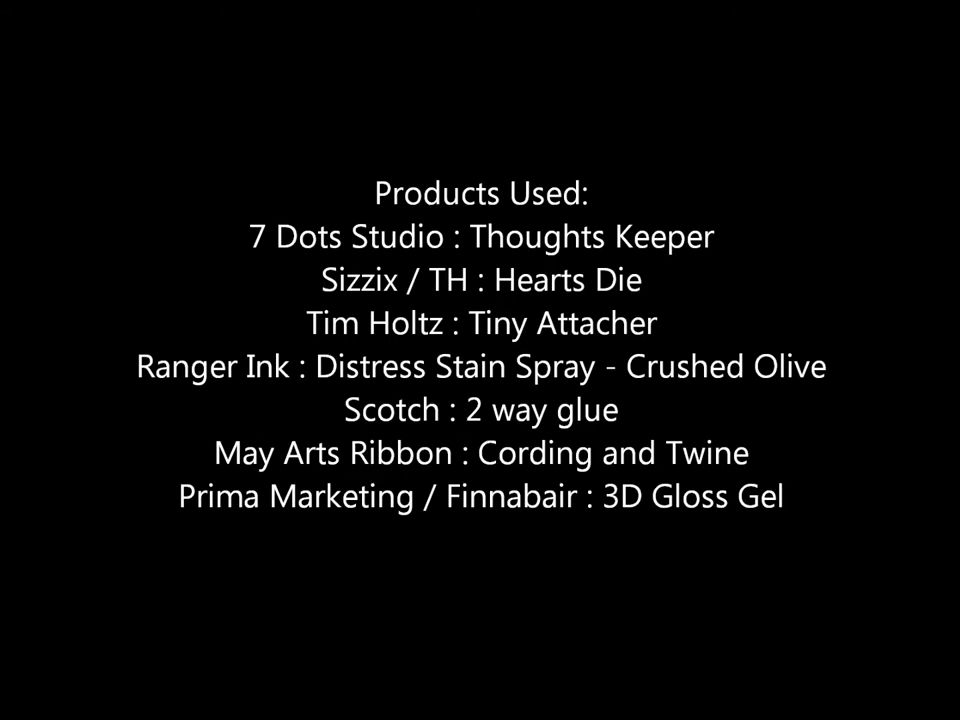 Products Used:
7 Dots Studio : Thoughts Keeper
Sizzix / TH : Hearts Die
Tim Holtz : Tiny Attacher
Ranger Ink : Distress Stain Spray - Crushed Olive
Scotch : 2 way glue
May Arts Ribbon : Cording and Twine
Prima Marketing / Finnabair : 3D Gloss Gel